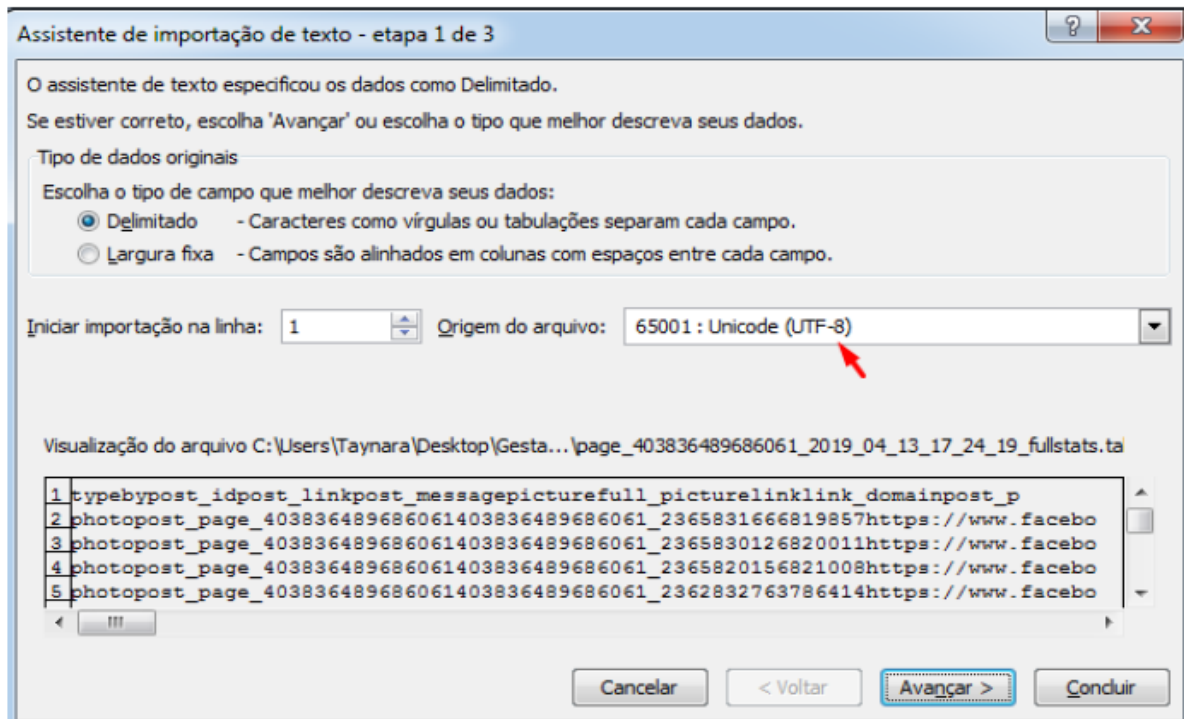 Assistente de importação de texto - etapa 1 de 3
O assistente de texto especificou os dados como Delimitado.
Se estiver correto, escolha 'Avançar' ou escolha o tipo que melhor descreva seus dados.
Tipo de dados originais
Escolha o tipo de campo que melhor descreva seus dados:
Delimitado - Caracteres como vírgulas ou tabulações separam cada campo.
Largura fixa - Campos são alinhados em colunas com espaços entre cada campo.
Iniciar importação na linha: 1 Origem do arquivo: 65001 : Unicode (UTF-8)
Visualização do arquivo C:\Users\Taynara\Desktop\Gesta...\page_403836489686061_2019_04_13_17_24_19_fullstats.tal
1 typebypost_idpost_linkpost_messagepicturefull_picturelinklink_domainpost_p
2 photopost_page_403836489686061403836489686061_2365831666819857https://www.facebo
3 photopost_page_403836489686061403836489686061_2365830126820011https://www.facebo
4 photopost_page_403836489686061403836489686061_2365820156821008https://www.facebo
5 photopost_page_403836489686061403836489686061_2362832763786414https://www.facebo
Cancelar < Voltar Avançar > Concluir